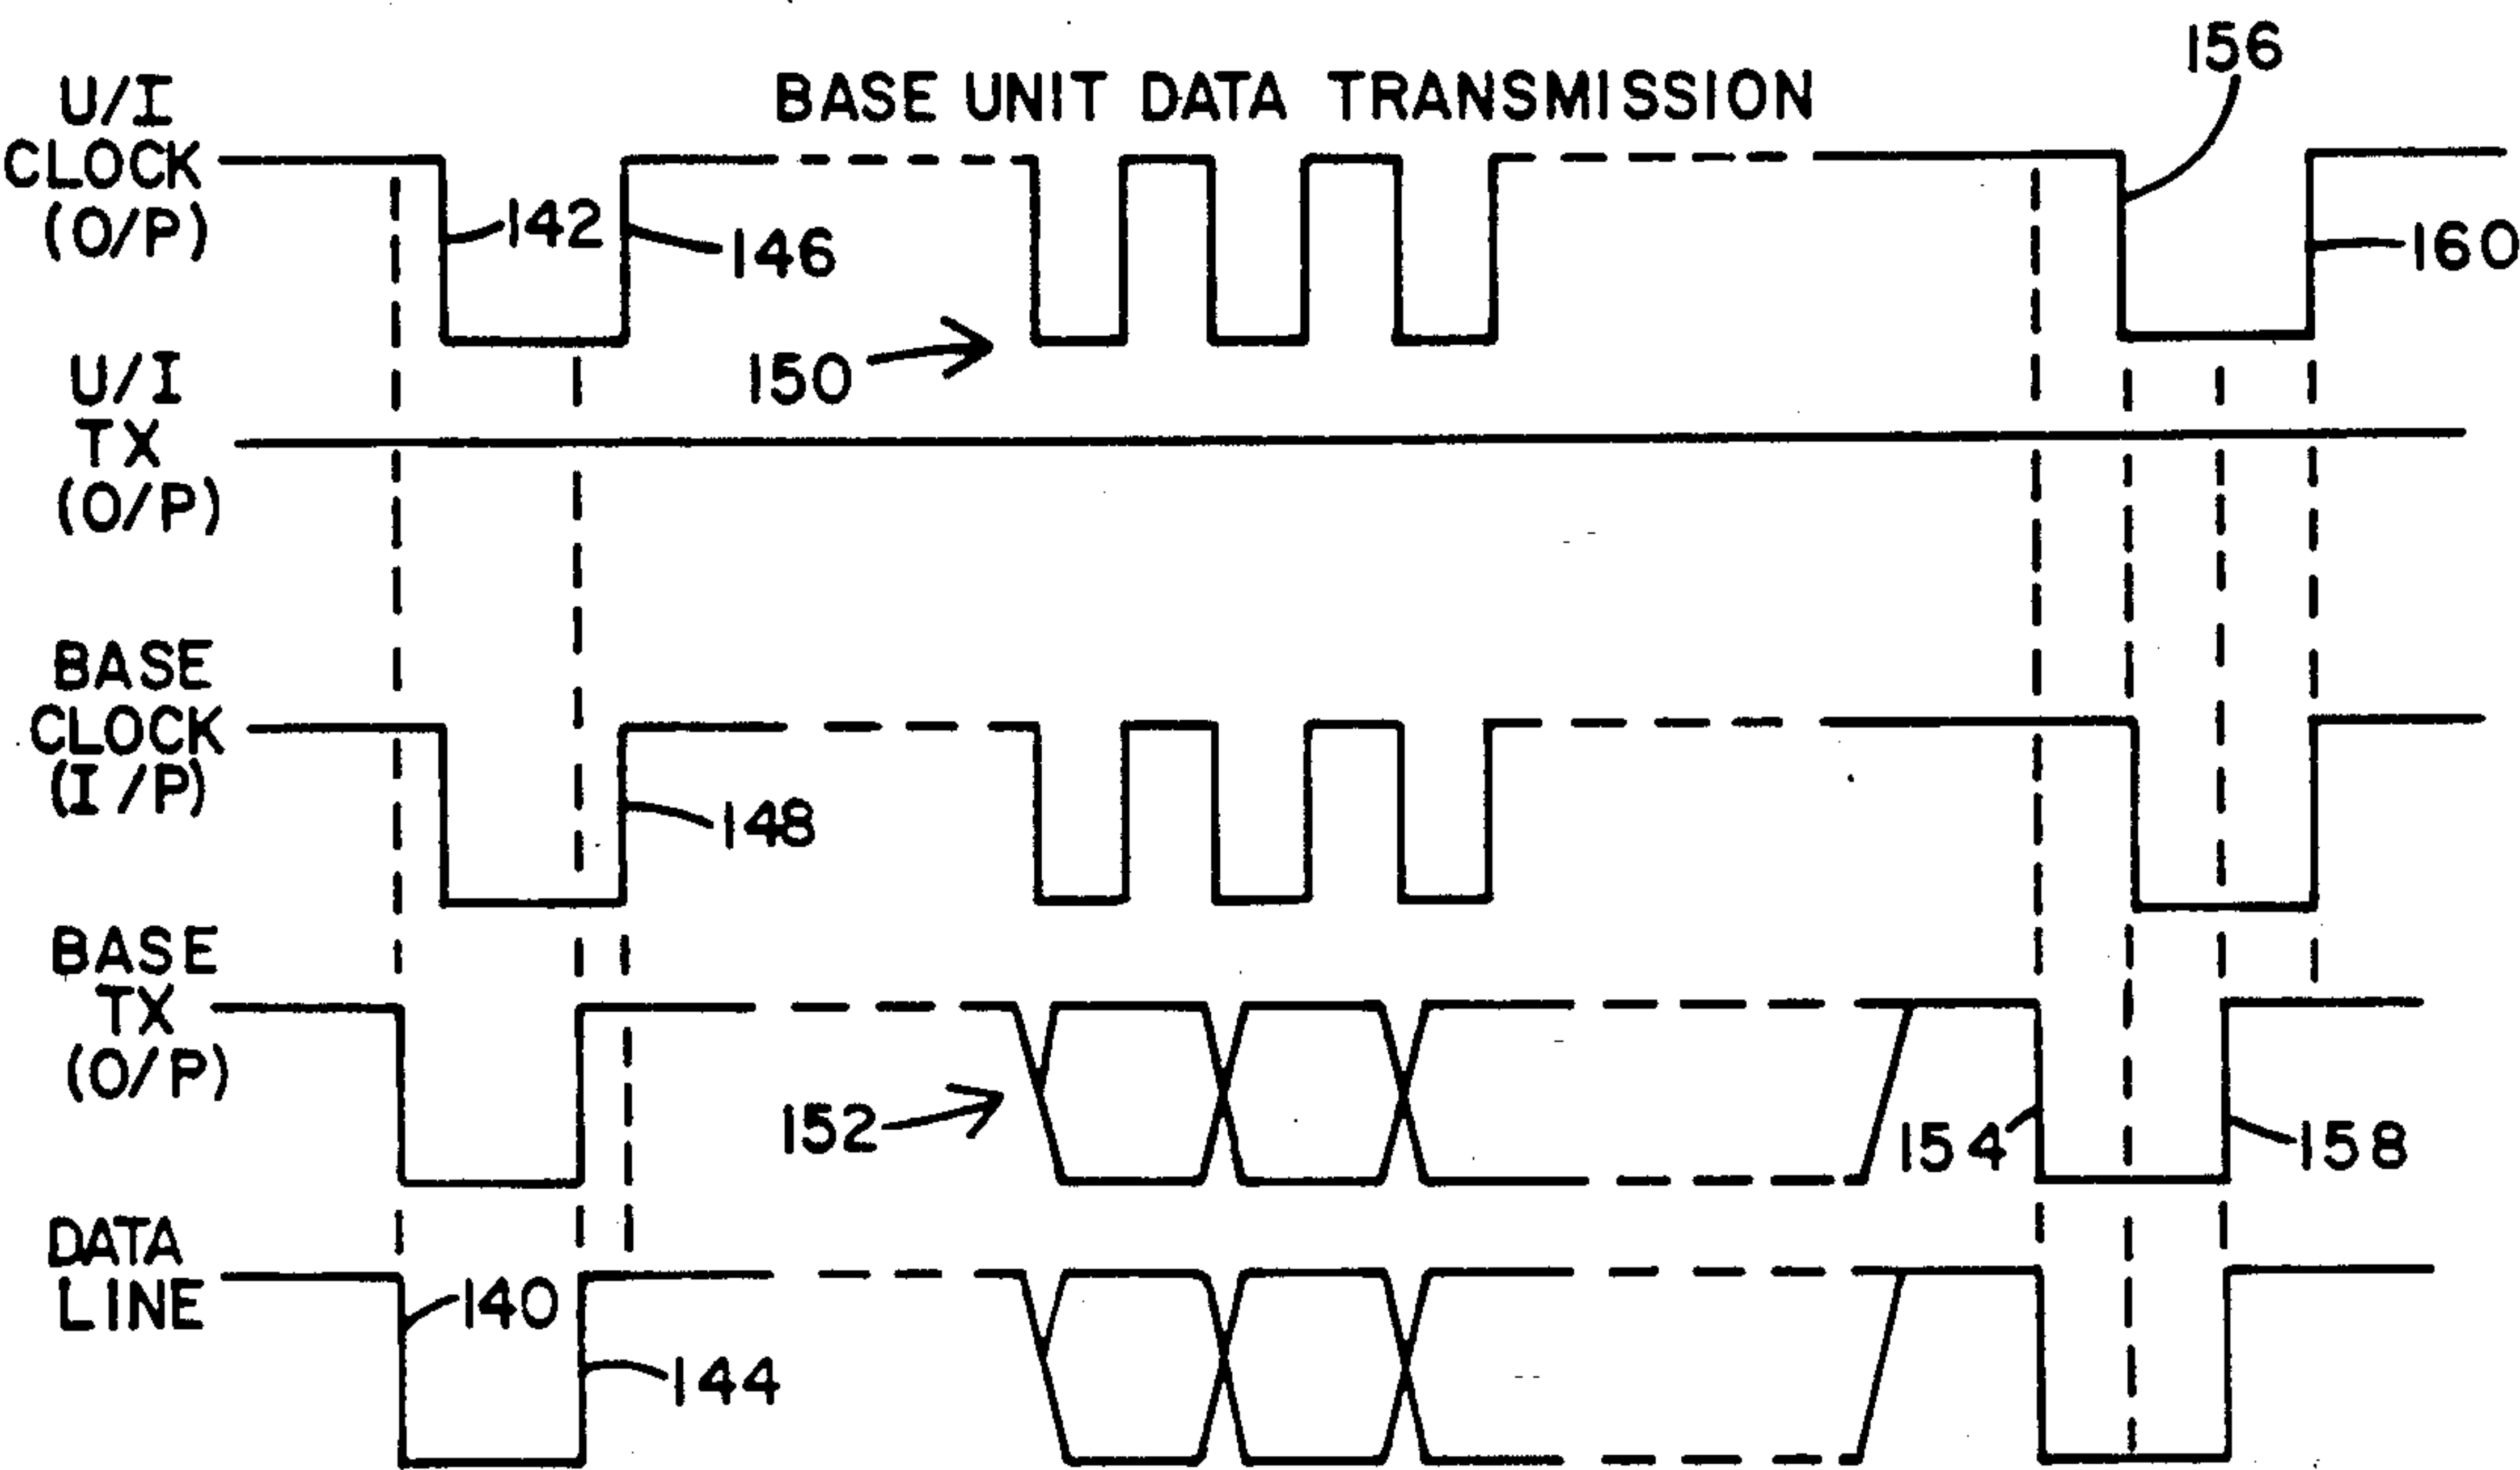 BASE UNIT DATA TRANSMISSION
156
U/I
CLOCK
(O/P)
142
146
160
150
U/I
TX
(O/P)
BASE
CLOCK
(I/P)
148
BASE
TX
(O/P)
152
154
158
DATA
LINE
140
144